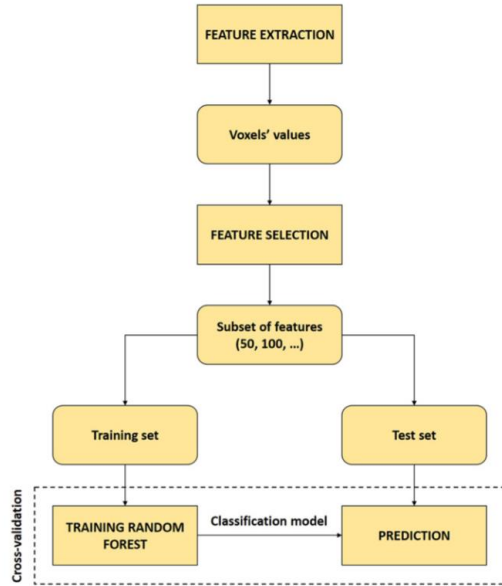 FEATURE EXTRACTION
Voxels' values
FEATURE SELECTION
Subset of features
(50, 100, ...)
Training set
Test set
Cross-validation
TRAINING RANDOM
FOREST
Classification model
PREDICTION